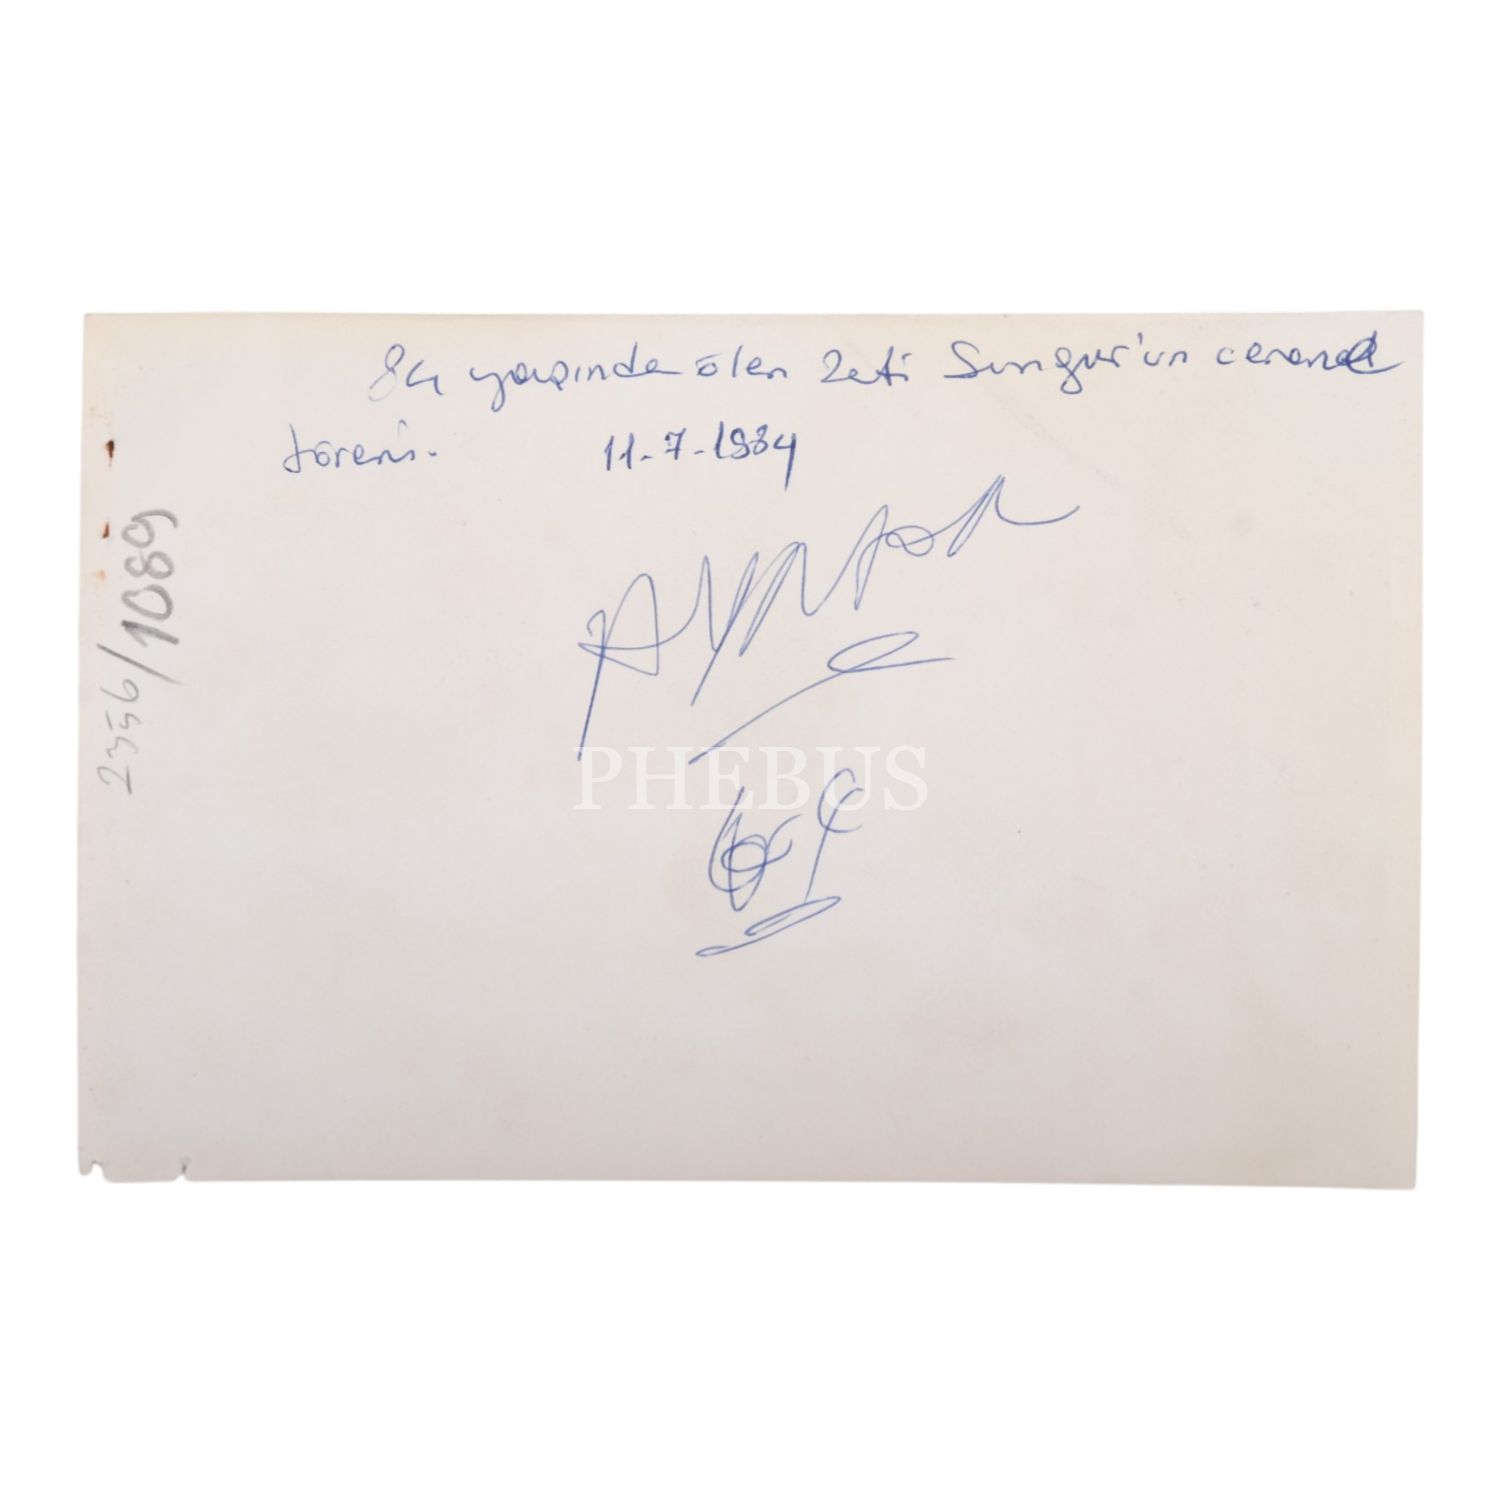 84 yaşında ölen Zati Sungur'un cenaze
töreni. 11-7-1984
2356/1089
PHEBUS